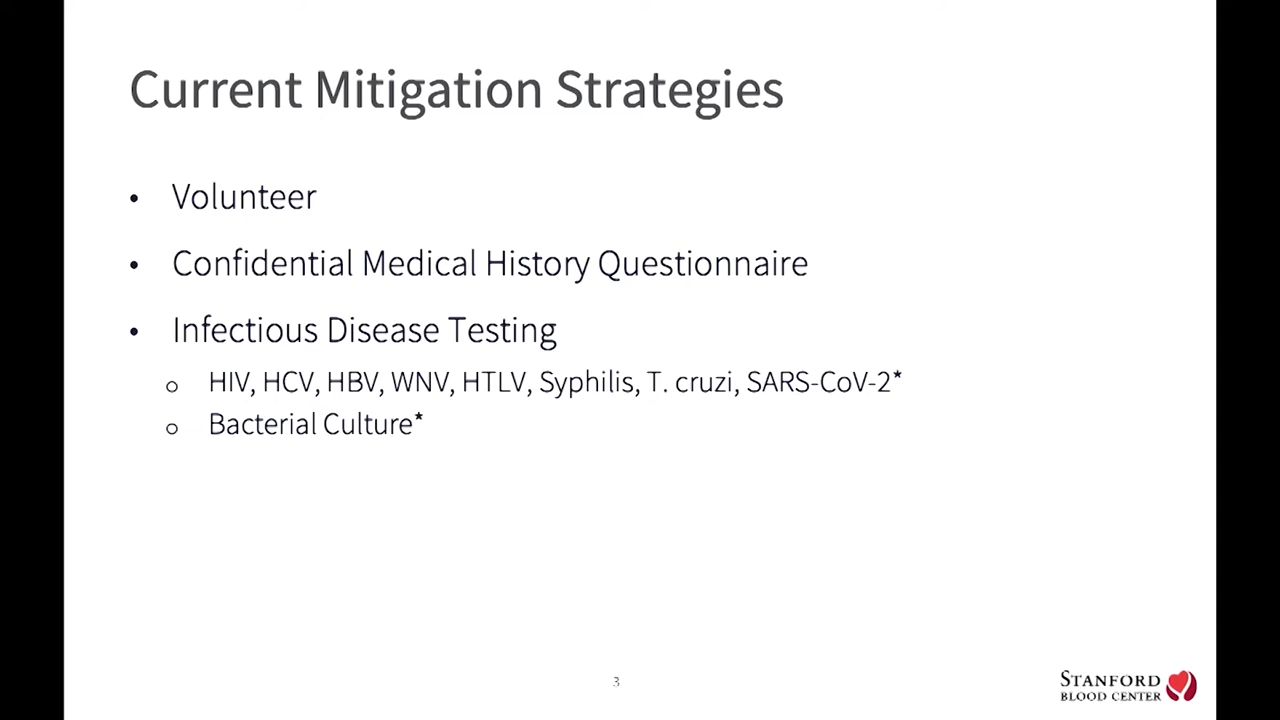 Current Mitigation Strategies
• Volunteer
• Confidential Medical History Questionnaire
• Infectious Disease Testing
o HIV, HCV, HBV, WNV, HTLV, Syphilis, T. cruzi, SARS-CoV-2*
o Bacterial Culture*
3
STANFORD
BLOOD CENTER